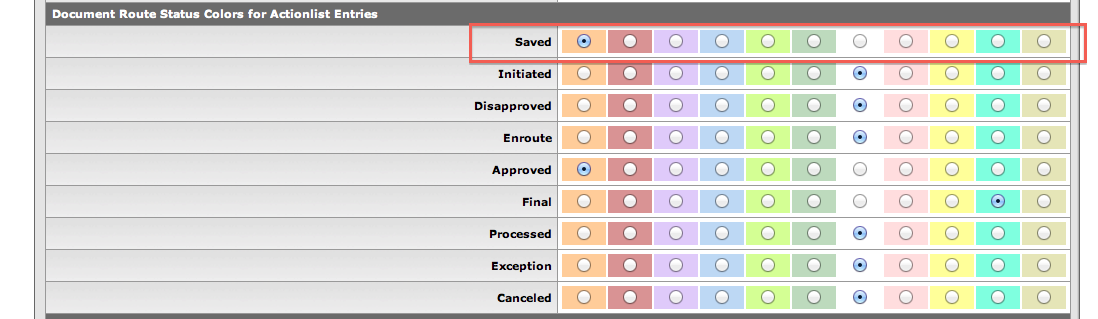 Document Route Status Colors for Actionlist Entries
Saved
Initiated
Disapproved
Enroute
Approved
Final
Processed
Exception
Canceled